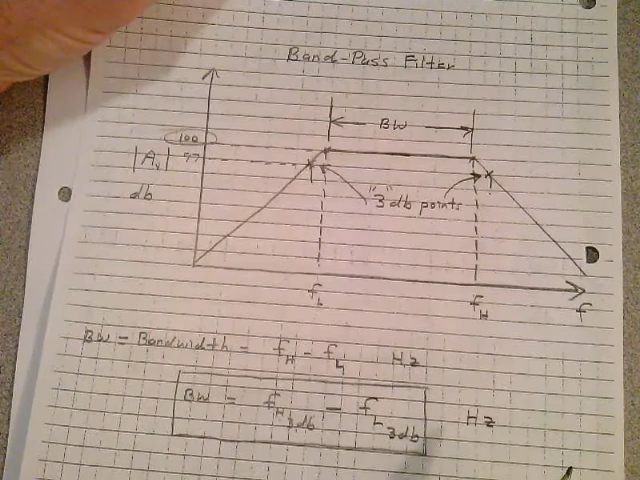 Band-Pass Filter
BW
100
|Av| 97
db
"3" db points
fL
fH
f
BW = Bandwidth = fH - fL Hz
BW = fH3db - fL3db Hz